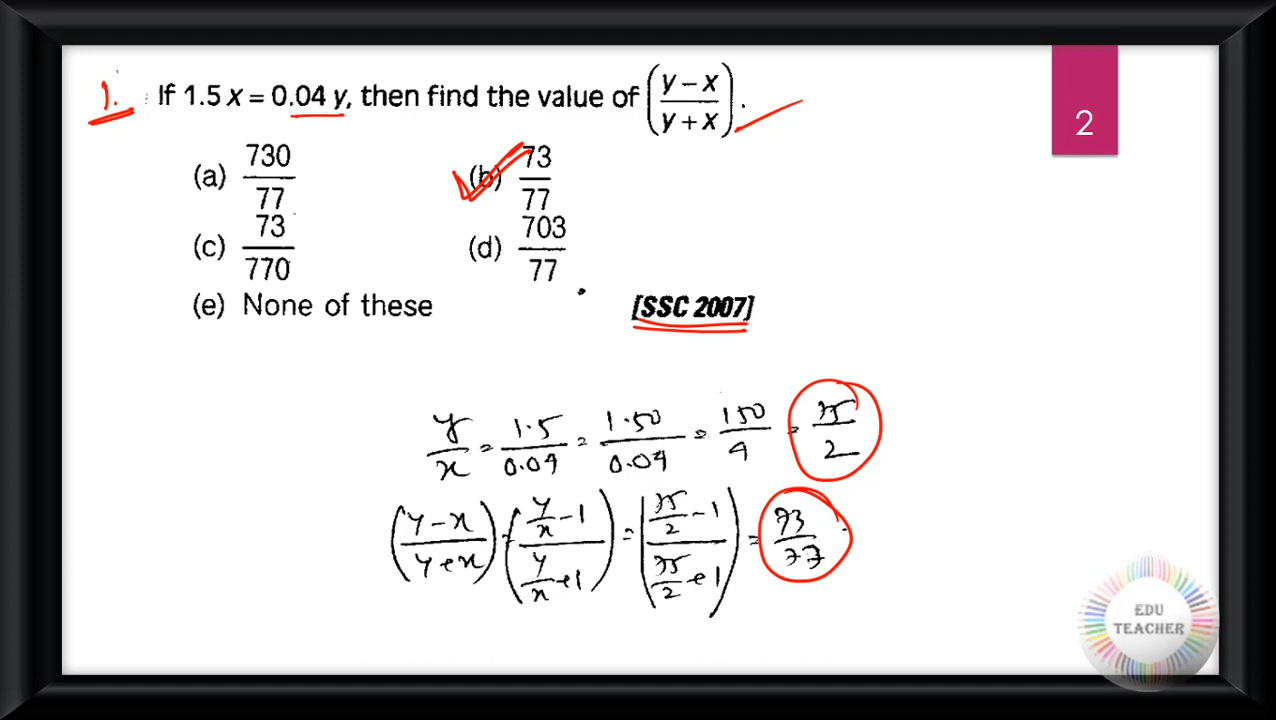 1. If 1.5 x = 0.04 y, then find the value of (y – x / y + x).
2
(a) 730/77 (b) 73/77
(c) 73/770 (d) 703/77
(e) None of these [SSC 2007]
y/x = 1.5/0.04 = 1.50/0.04 = 150/4 = 75/2
(y-x / y+x) = (y/x -1 / y/x +1) = (75/2 -1 / 75/2 +1) = 73/77
EDU
TEACHER